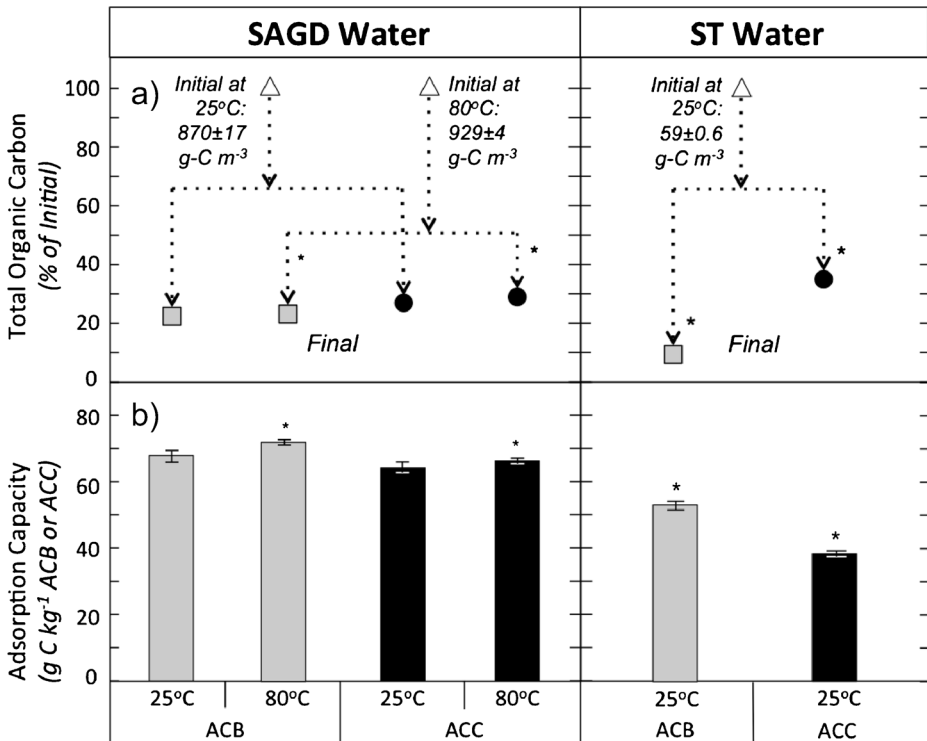 SAGD Water
ST Water
a)
Initial at
25°C:
870±17
g-C m⁻³
Initial at
80°C:
929±4
g-C m⁻³
Initial at
25°C:
59±0.6
g-C m⁻³
Total Organic Carbon
(% of Initial)
100
80
60
40
20
0
*
*
*
*
Final
Final
b)
Adsorption Capacity
(g C kg⁻¹ ACB or ACC)
80
60
40
20
0
*
*
*
*
25°C
80°C
25°C
80°C
25°C
25°C
ACB
ACC
ACB
ACC